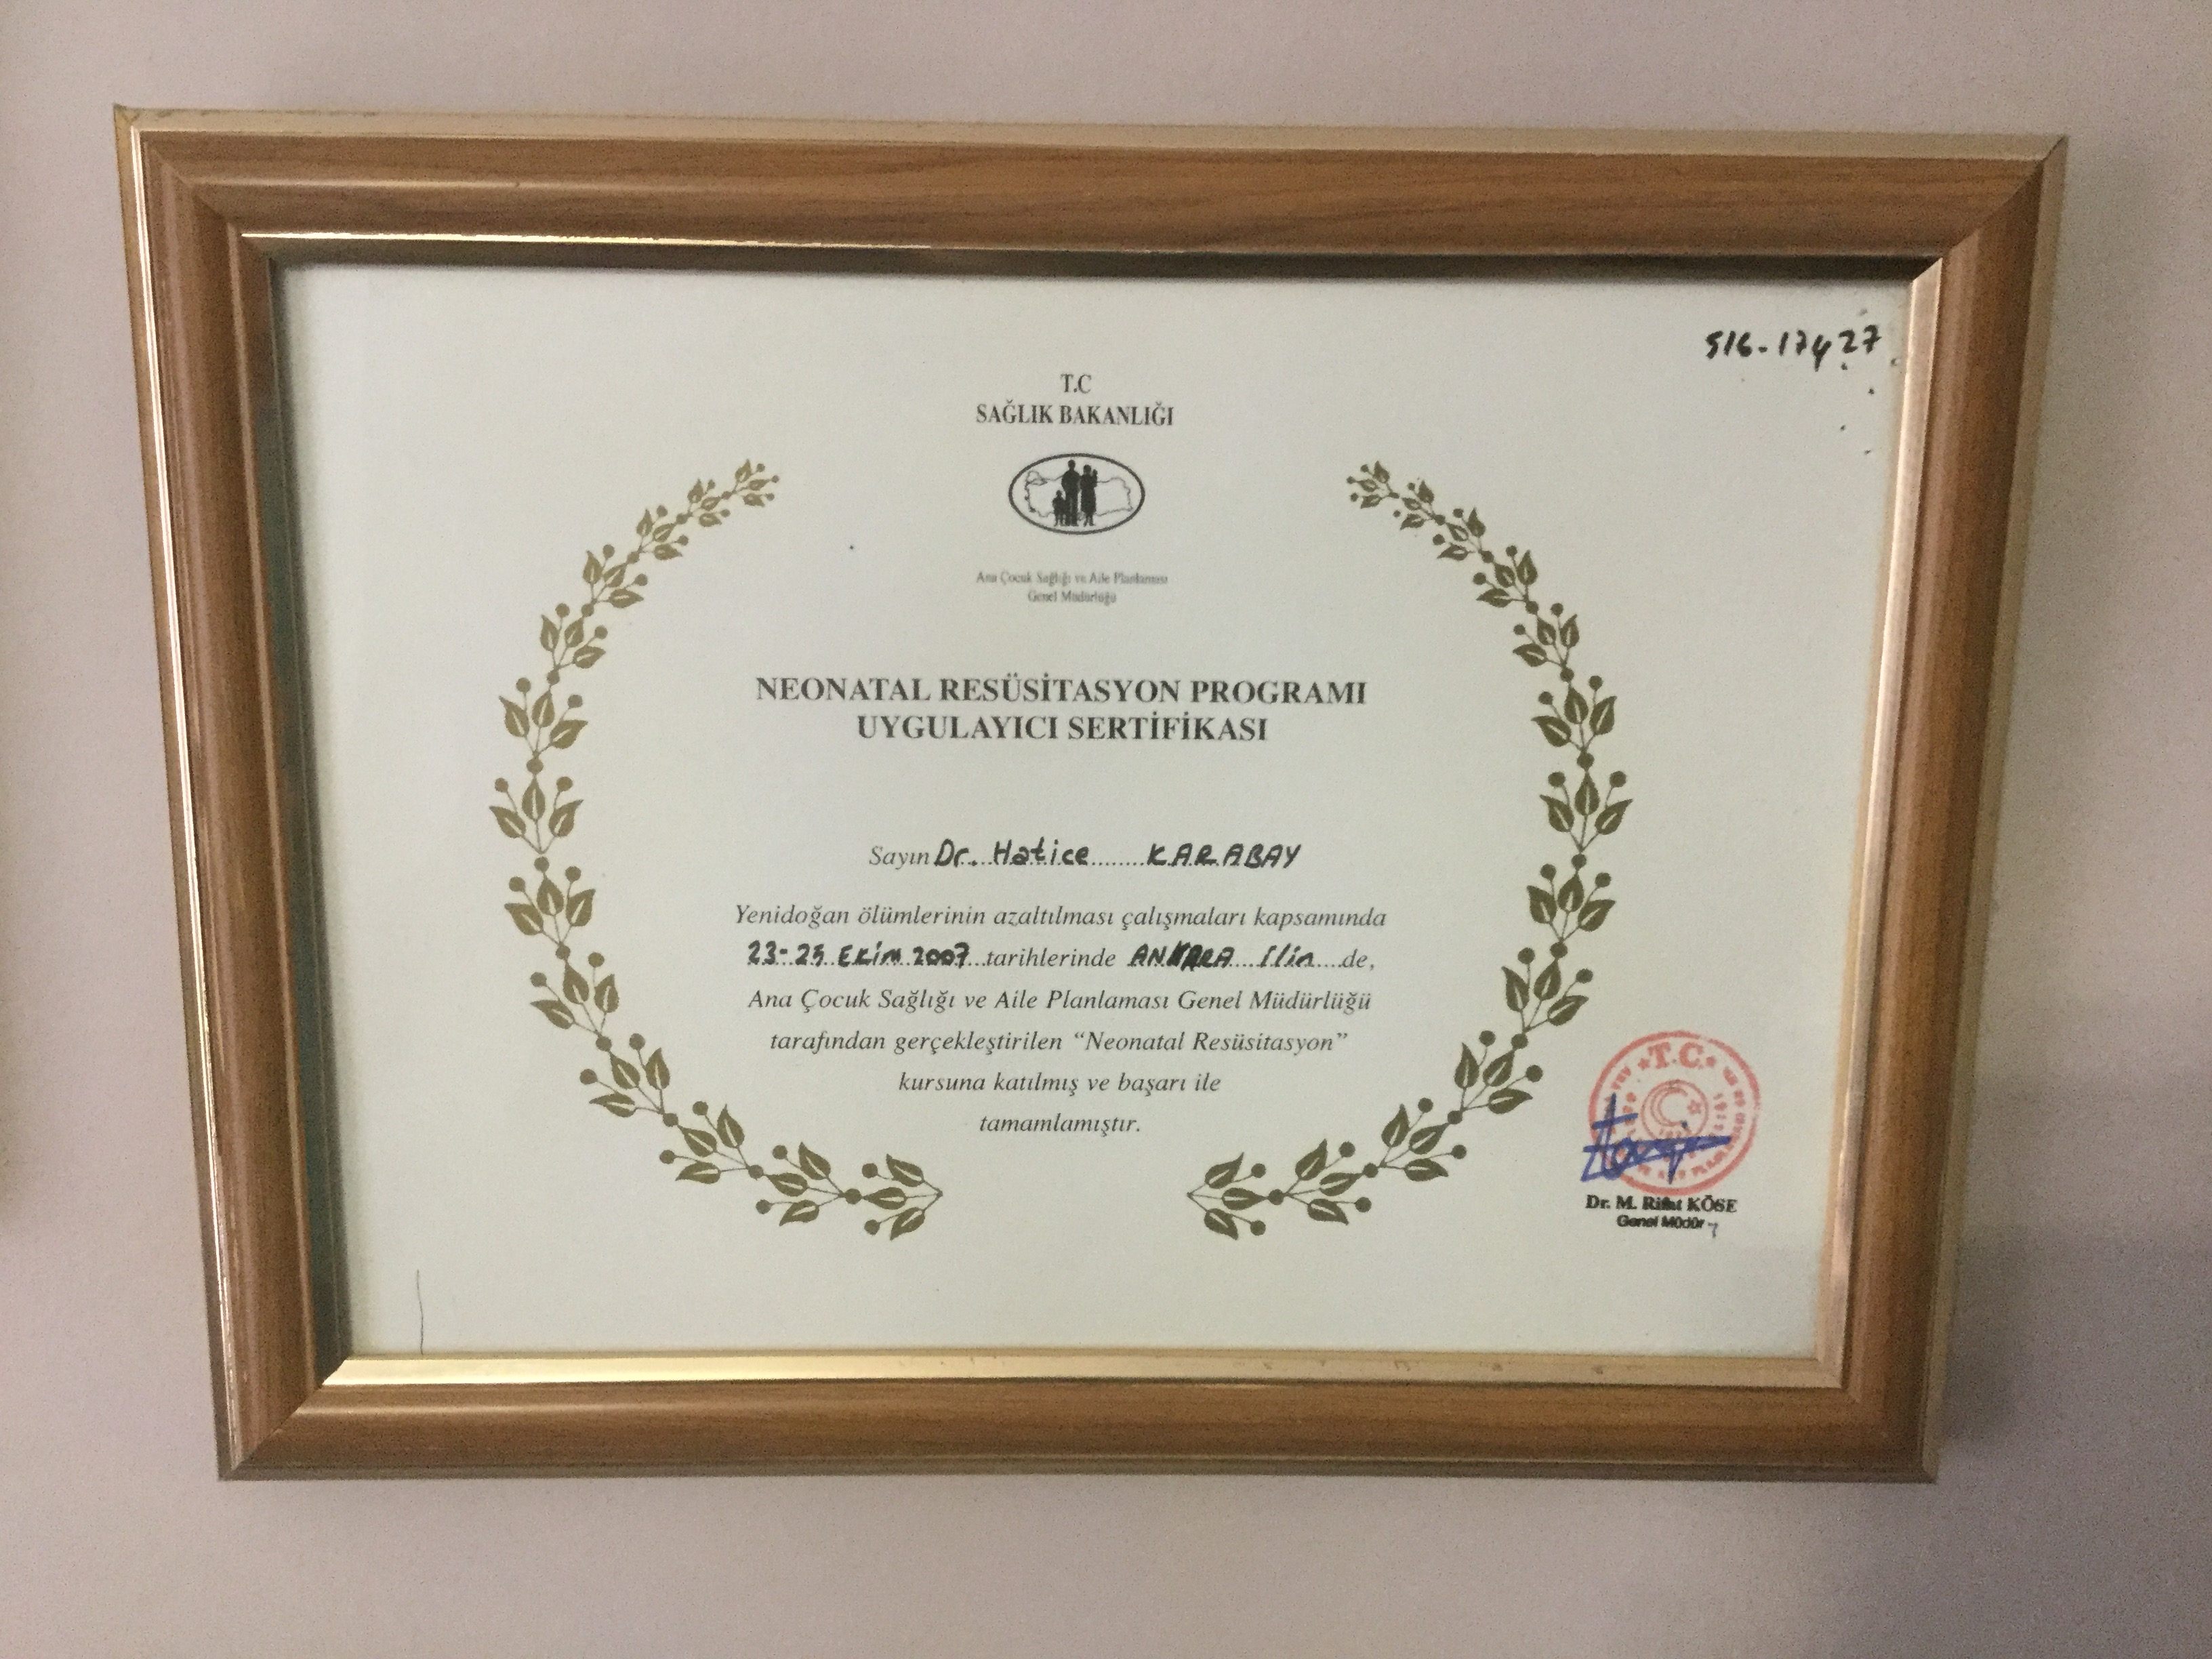 516-17427
T.C
SAĞLIK BAKANLIĞI
Ana Çocuk Sağlığı ve Aile Planlaması
Genel Müdürlüğü
NEONATAL RESÜSİTASYON PROGRAMI
UYGULAYICI SERTİFİKASI
Sayın Dr. Hatice KARABAY
Yenidoğan ölümlerinin azaltılması çalışmaları kapsamında
23-25 Ekim 2007 tarihlerinde ANKARA ilin de,
Ana Çocuk Sağlığı ve Aile Planlaması Genel Müdürlüğü
tarafından gerçekleştirilen “Neonatal Resüsitasyon”
kursuna katılmış ve başarı ile
tamamlamıştır.
T.C.
Dr. M. Rifat KÖSE
Genel Müdür